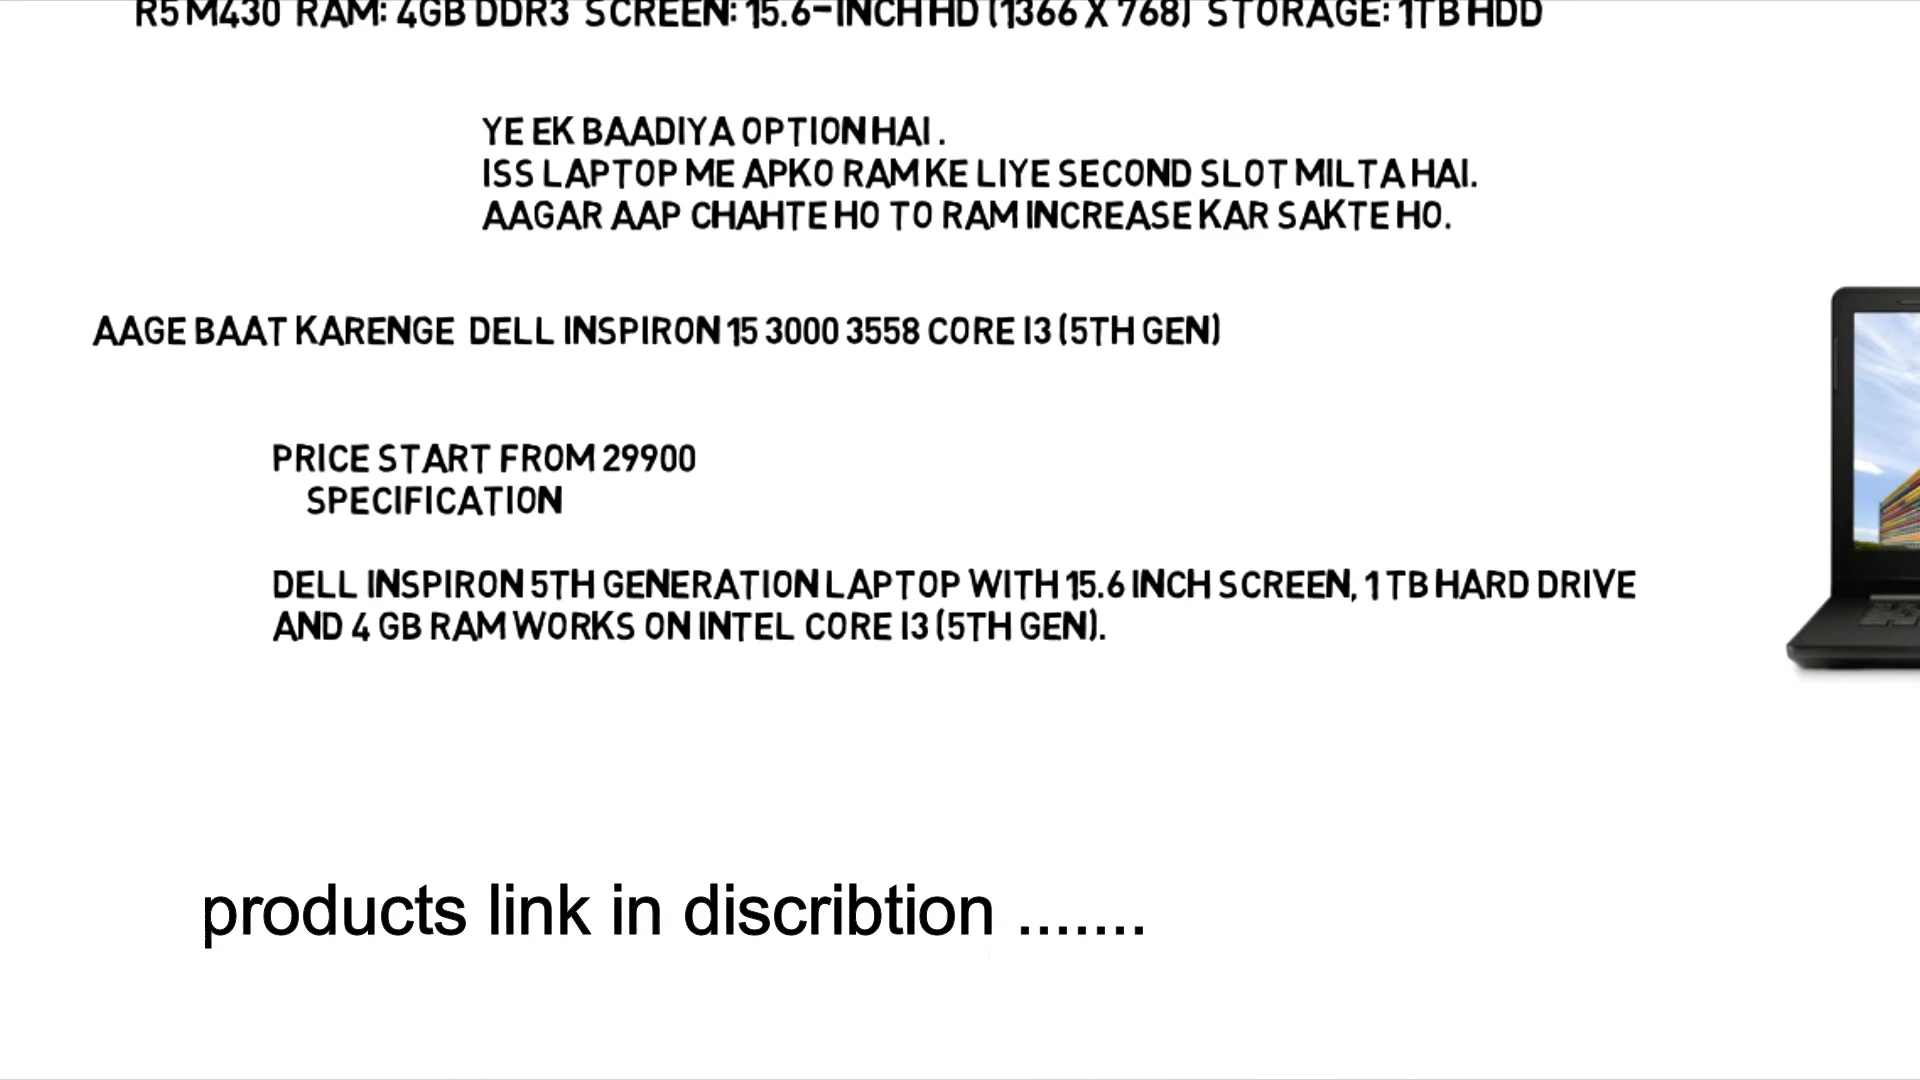 R5 M430 RAM: 4GB DDR3 SCREEN: 15.6-INCH HD (1366 X 768) STORAGE: 1TB HDD
YE EK BAADIYA OPTION HAI .
ISS LAPTOP ME APKO RAM KE LIYE SECOND SLOT MILTA HAI.
AAGAR AAP CHAHTE HO TO RAM INCREASE KAR SAKTE HO.
AAGE BAAT KARENGE DELL INSPIRON 15 3000 3558 CORE I3 (5TH GEN)
PRICE START FROM 29900
SPECIFICATION
DELL INSPIRON 5TH GENERATION LAPTOP WITH 15.6 INCH SCREEN, 1 TB HARD DRIVE
AND 4 GB RAM WORKS ON INTEL CORE I3 (5TH GEN).
products link in discribtion .......